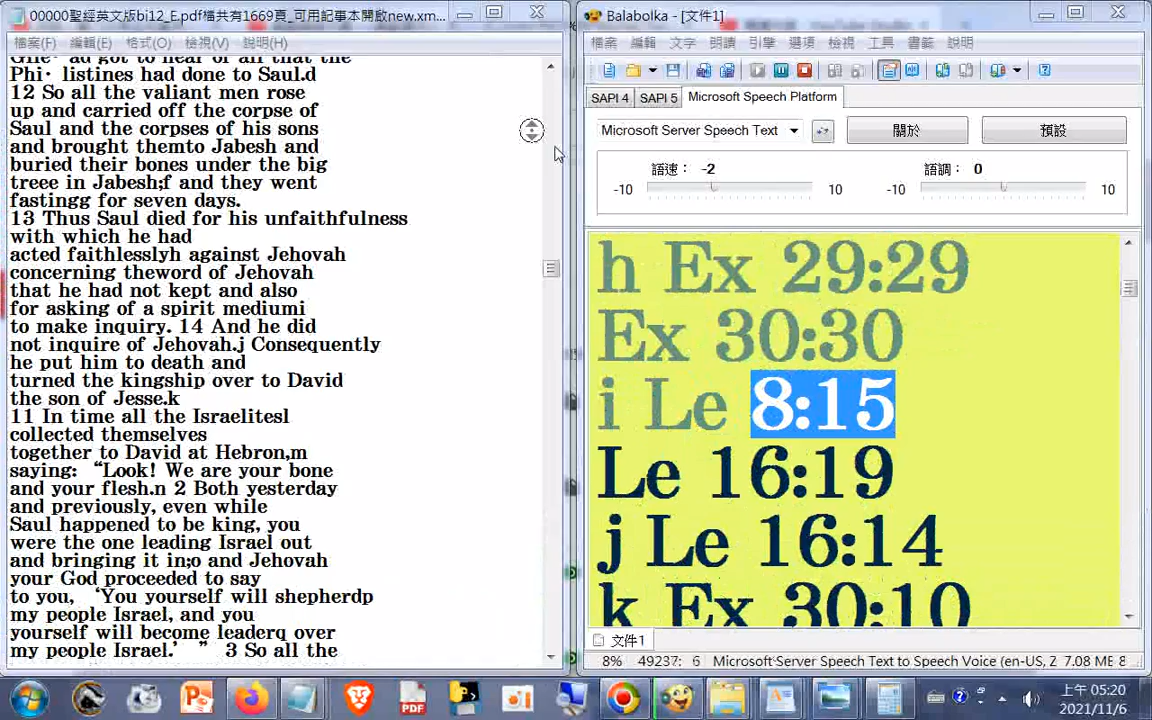 00000聖經英文版bi12_E.pdf檔共有1669頁_可用記事本開啟new.xm...
檔案(F) 編輯(E) 格式(O) 檢視(V) 說明(H)
Gile· ad got to hear of all that the
Phi· listines had done to Saul.d
12 So all the valiant men rose
up and carried off the corpse of
Saul and the corpses of his sons
and brought themto Jabesh and
buried their bones under the big
treee in Jabesh;f and they went
fastingg for seven days.
13 Thus Saul died for his unfaithfulness
with which he had
acted faithlesslyh against Jehovah
concerning theword of Jehovah
that he had not kept and also
for asking of a spirit mediumi
to make inquiry. 14 And he did
not inquire of Jehovah.j Consequently
he put him to death and
turned the kingship over to David
the son of Jesse.k
11 In time all the Israelitesl
collected themselves
together to David at Hebron,m
saying: “Look! We are your bone
and your flesh.n 2 Both yesterday
and previously, even while
Saul happened to be king, you
were the one leading Israel out
and bringing it in;o and Jehovah
your God proceeded to say
to you, ‘You yourself will shepherdp
my people Israel, and you
yourself will become leaderq over
my people Israel.’ ” 3 So all the
Balabolka - [文件1]
檔案 編輯 文字 朗讀 引擎 選項 檢視 工具 書籤 說明
SAPI 4 SAPI 5 Microsoft Speech Platform
Microsoft Server Speech Text 關於 預設
語速： -2 語調： 0
-10 10 -10 10
h Ex 29:29
Ex 30:30
i Le 8:15
Le 16:19
j Le 16:14
k Ex 30:10
文件1
8% 49237: 6 Microsoft Server Speech Text to Speech Voice (en-US, 2 7.08 MB 8
上午 05:20
2021/11/6